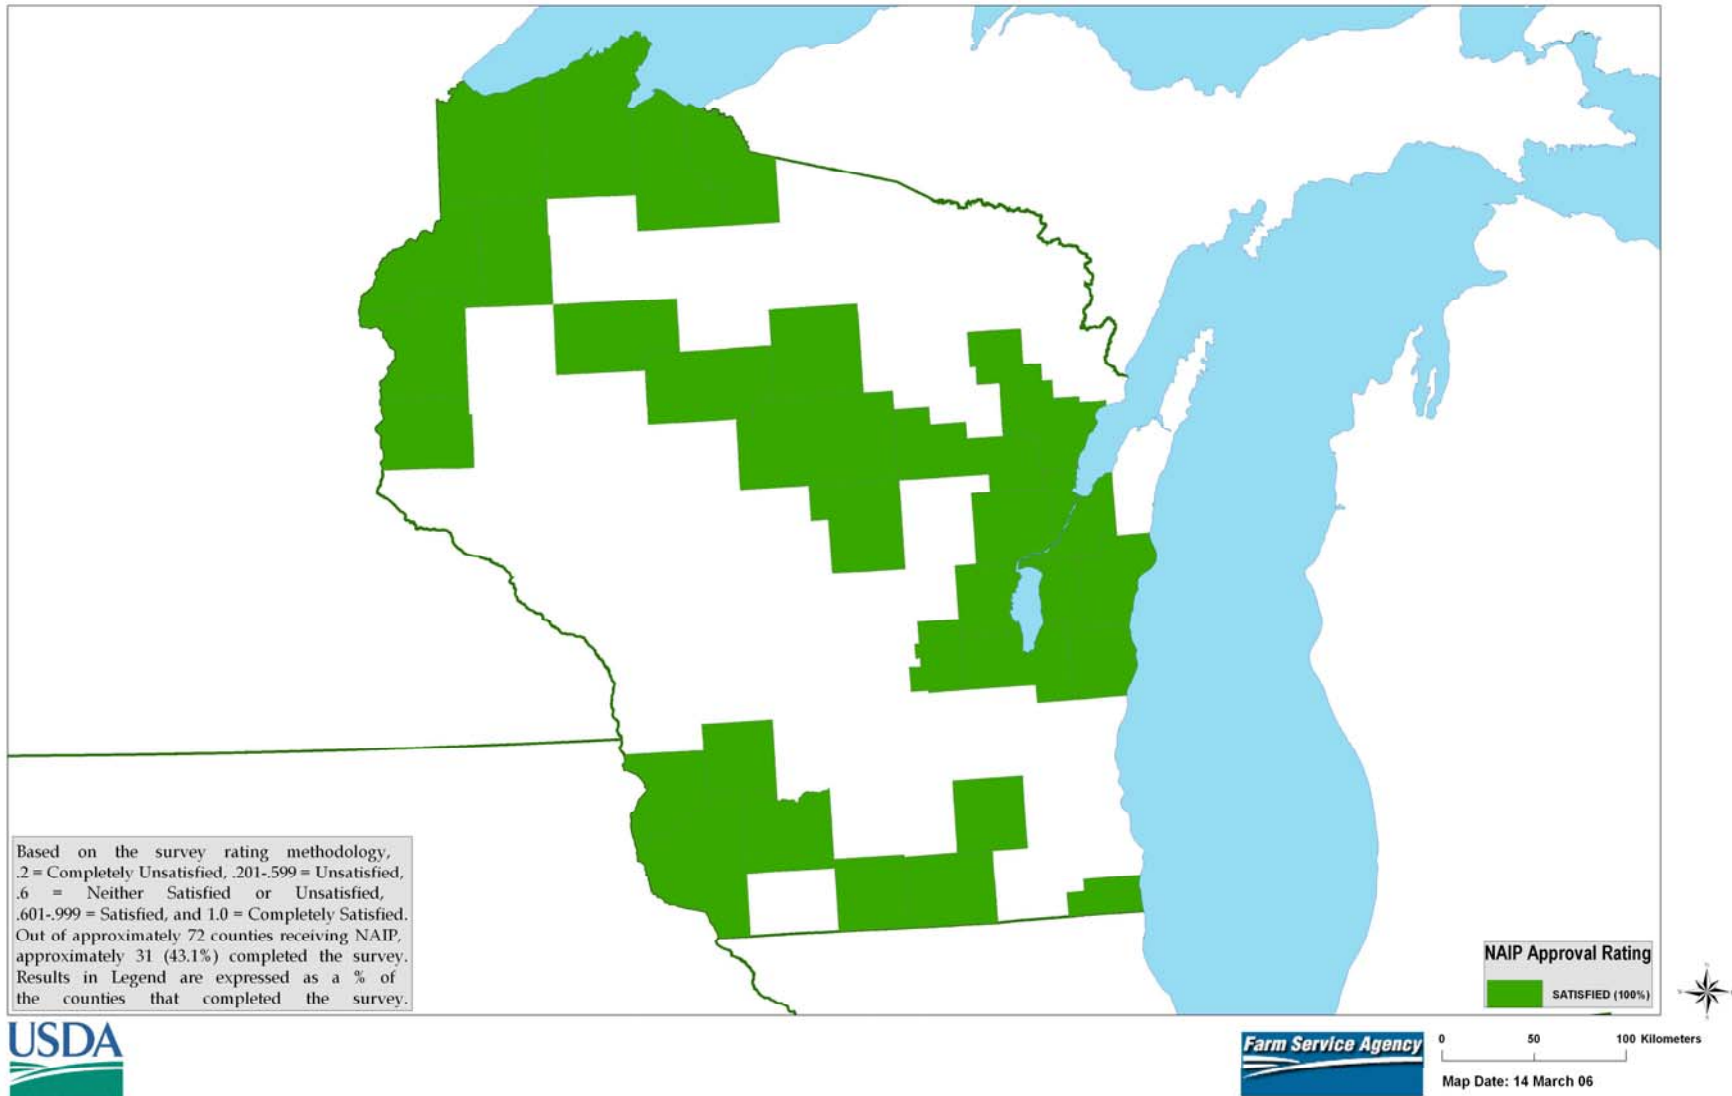 Based on the survey rating methodology,
.2 = Completely Unsatisfied, .201-.599 = Unsatisfied,
.6 = Neither Satisfied or Unsatisfied,
.601-.999 = Satisfied, and 1.0 = Completely Satisfied.
Out of approximately 72 counties receiving NAIP,
approximately 31 (43.1%) completed the survey.
Results in Legend are expressed as a % of
the counties that completed the survey.
NAIP Approval Rating
SATISFIED (100%)
USDA
Farm Service Agency
0 50 100 Kilometers
Map Date: 14 March 06